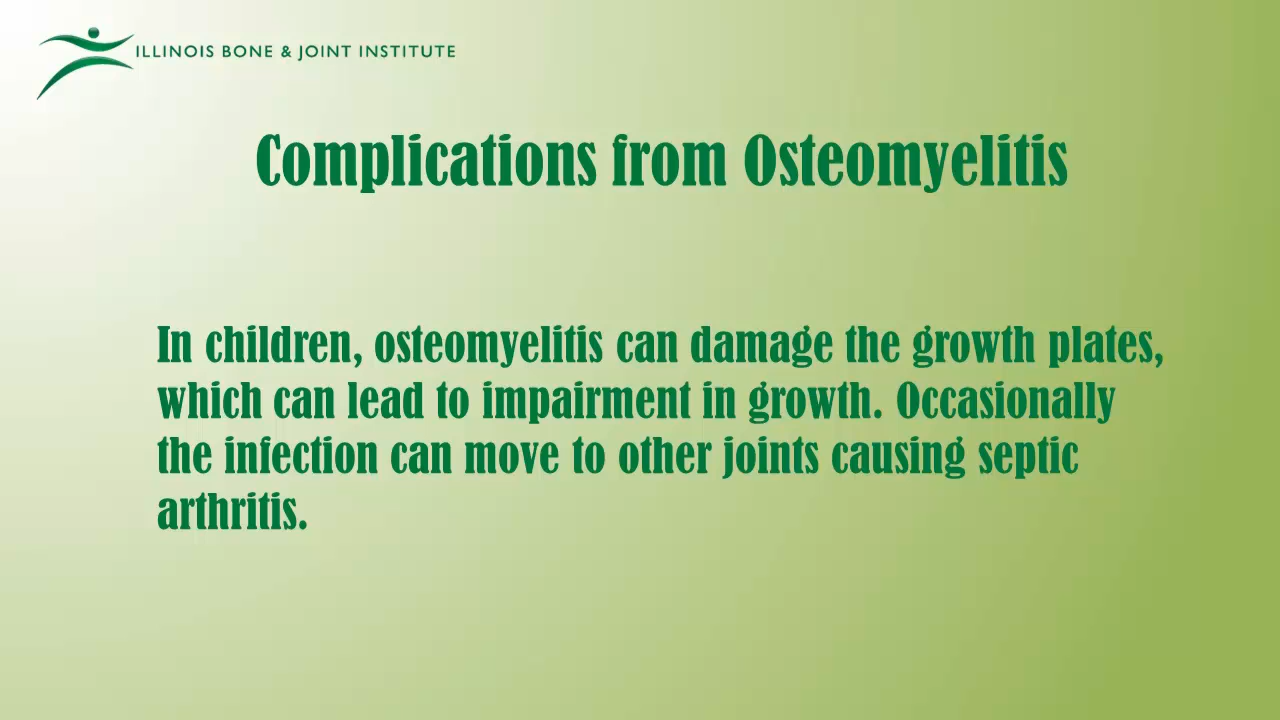 ILLINOIS BONE & JOINT INSTITUTE
Complications from Osteomyelitis
In children, osteomyelitis can damage the growth plates,
which can lead to impairment in growth. Occasionally
the infection can move to other joints causing septic
arthritis.